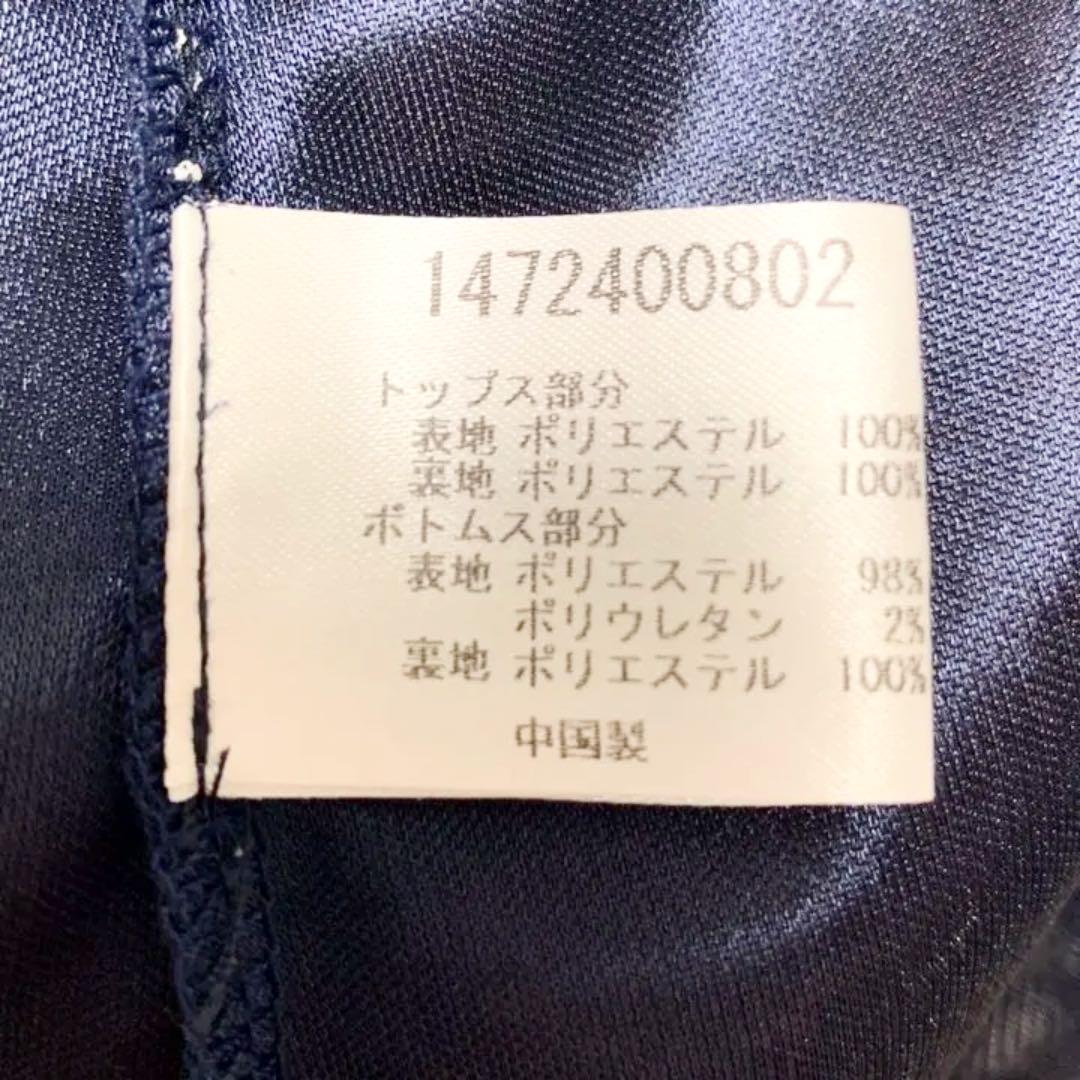 1472400802
トップス部分
表地 ポリエステル 100%
裏地 ポリエステル 100%
ボトムス部分
表地 ポリエステル 98%
ポリウレタン 2%
裏地 ポリエステル 100%
中国製